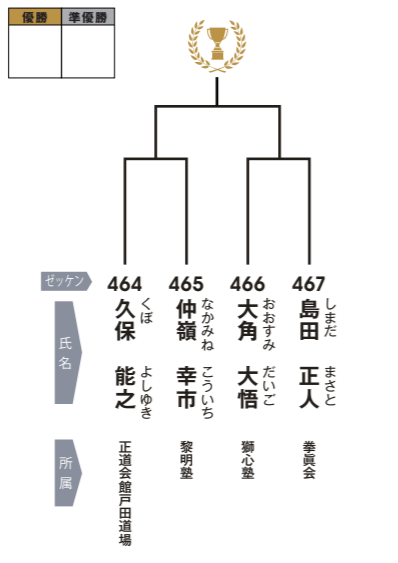 優勝
準優勝
ゼッケン
464
465
466
467
氏名
久保 能之
くぼ よしゆき
仲嶺 幸市
なかみね こういち
大角 大悟
おおすみ だいご
島田 正人
しまだ まさと
所属
正道会館戸田道場
黎明塾
獅心塾
拳眞会